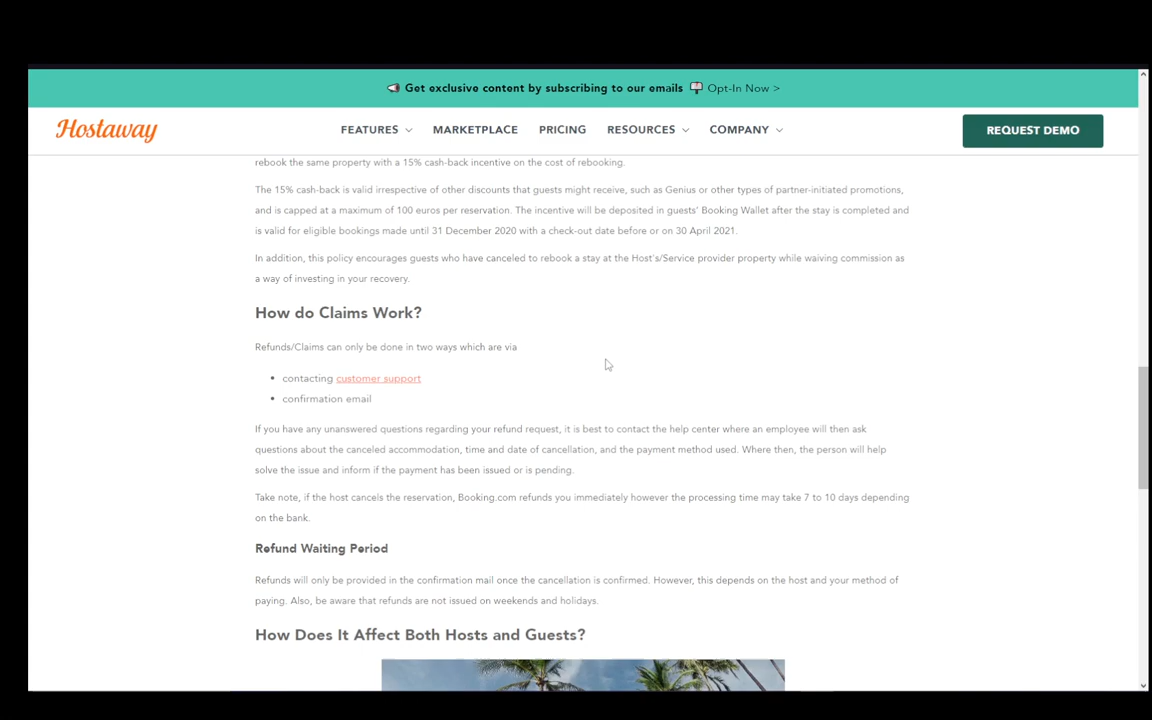 Get exclusive content by subscribing to our emails Opt-In Now >
Hostaway
FEATURES
MARKETPLACE
PRICING
RESOURCES
COMPANY
REQUEST DEMO
rebook the same property with a 15% cash-back incentive on the cost of rebooking.
The 15% cash-back is valid irrespective of other discounts that guests might receive, such as Genius or other types of partner-initiated promotions,
and is capped at a maximum of 100 euros per reservation. The incentive will be deposited in guests' Booking Wallet after the stay is completed and
is valid for eligible bookings made until 31 December 2020 with a check-out date before or on 30 April 2021.
In addition, this policy encourages guests who have canceled to rebook a stay at the Host's/Service provider property while waiving commission as
a way of investing in your recovery.
How do Claims Work?
Refunds/Claims can only be done in two ways which are via
• contacting customer support
• confirmation email
If you have any unanswered questions regarding your refund request, it is best to contact the help center where an employee will then ask
questions about the canceled accommodation, time and date of cancellation, and the payment method used. Where then, the person will help
solve the issue and inform if the payment has been issued or is pending.
Take note, if the host cancels the reservation, Booking.com refunds you immediately however the processing time may take 7 to 10 days depending
on the bank.
Refund Waiting Period
Refunds will only be provided in the confirmation mail once the cancellation is confirmed. However, this depends on the host and your method of
paying. Also, be aware that refunds are not issued on weekends and holidays.
How Does It Affect Both Hosts and Guests?